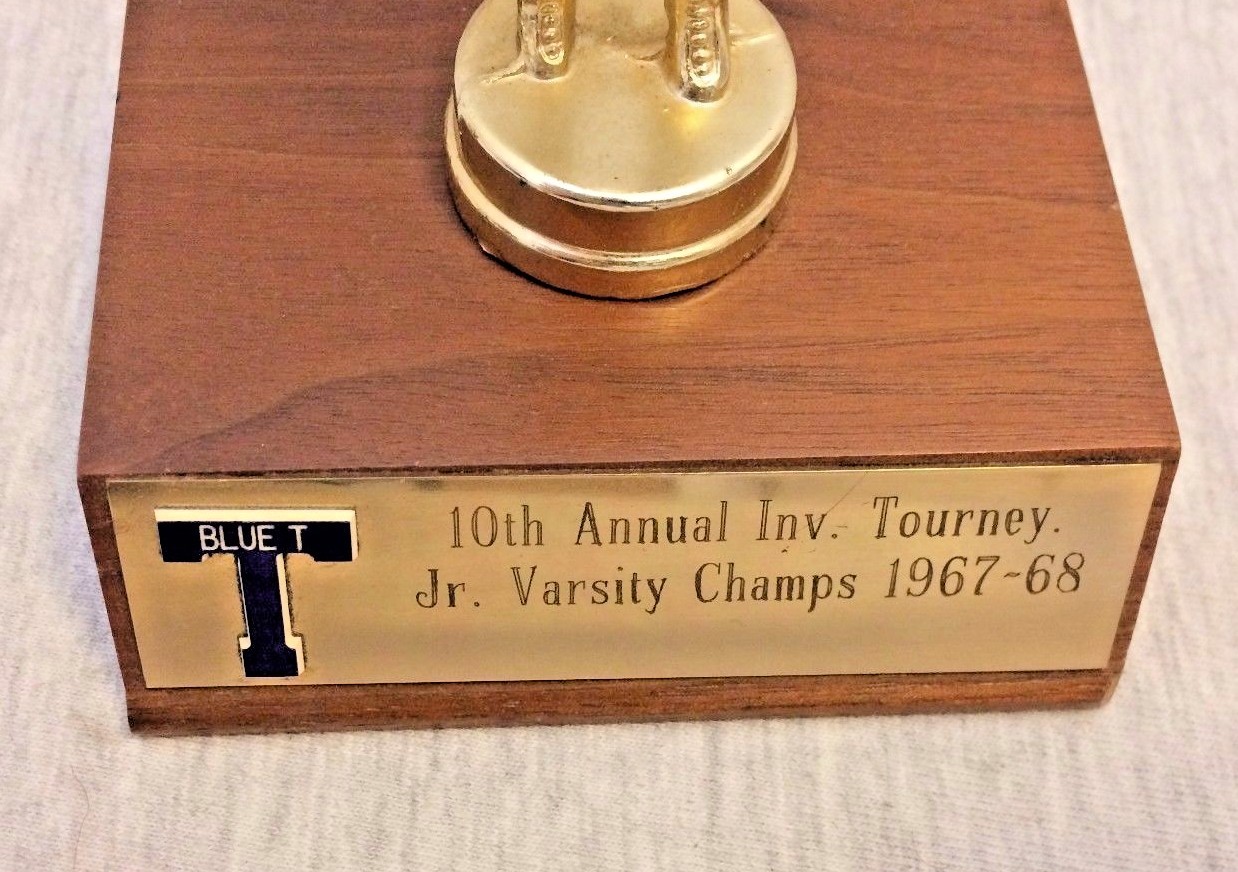 BLUE T
10th Annual Inv. Tourney.
Jr. Varsity Champs 1967-68